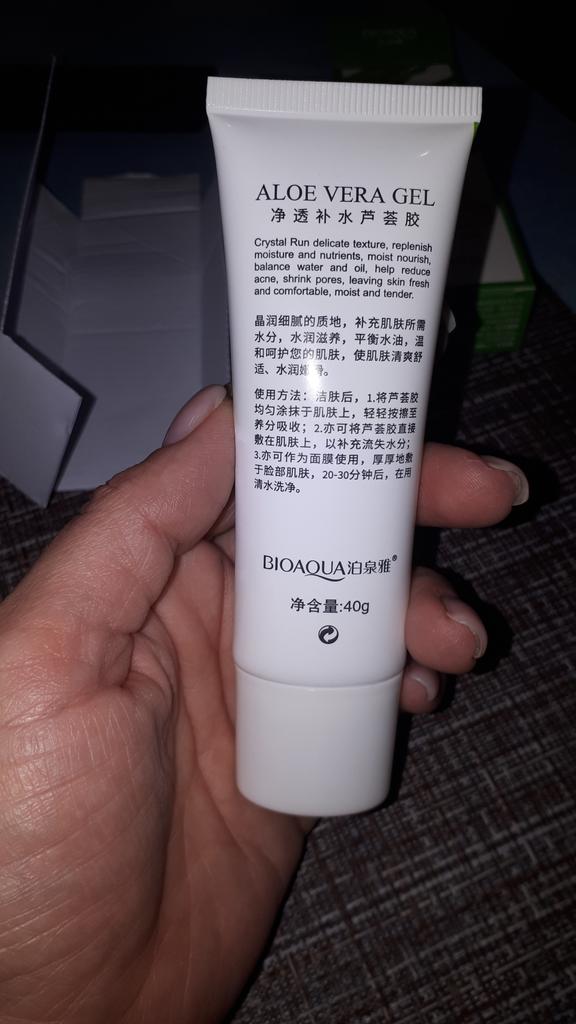 ALOE VERA GEL
净透补水芦荟胶
Crystal Run delicate texture, replenish
moisture and nutrients, moist nourish,
balance water and oil, help reduce
acne, shrink pores, leaving skin fresh
and comfortable, moist and tender.
晶润细腻的质地，补充肌肤所需
水分，水润滋养，平衡水油，温
和呵护您的肌肤，使肌肤清爽舒
适、水润嫩滑。
使用方法：洁肤后，1.将芦荟胶
均匀涂抹于肌肤上，轻轻按擦至
养分吸收；2.亦可将芦荟胶直接
敷在肌肤上，以补充流失水分；
3.亦可作为面膜使用，厚厚地敷
于脸部肌肤，20-30分钟后，在用
清水洗净。
BIOAQUA泊泉雅®
净含量:40g